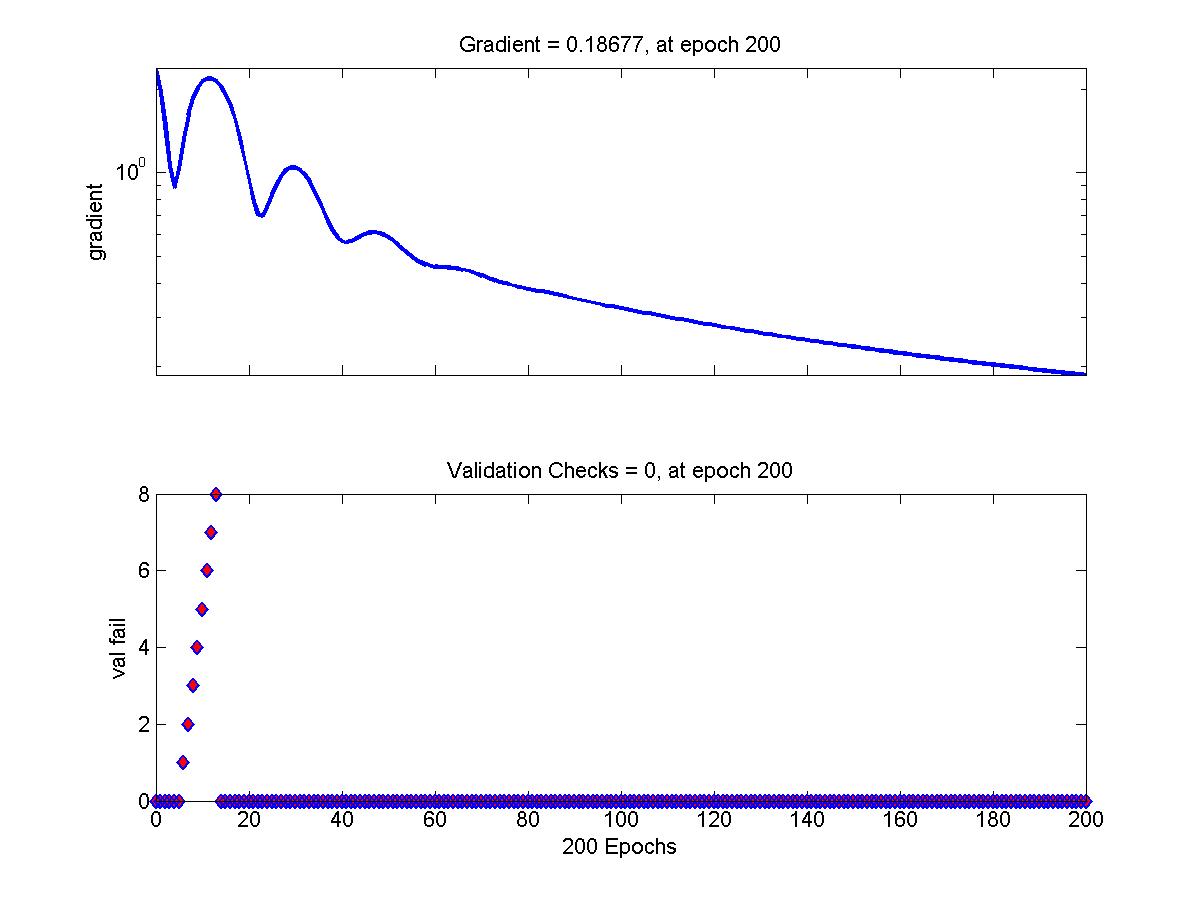 Gradient = 0.18677, at epoch 200
10^0
gradient
Validation Checks = 0, at epoch 200
8
6
4
2
0
val fail
0 20 40 60 80 100 120 140 160 180 200
200 Epochs